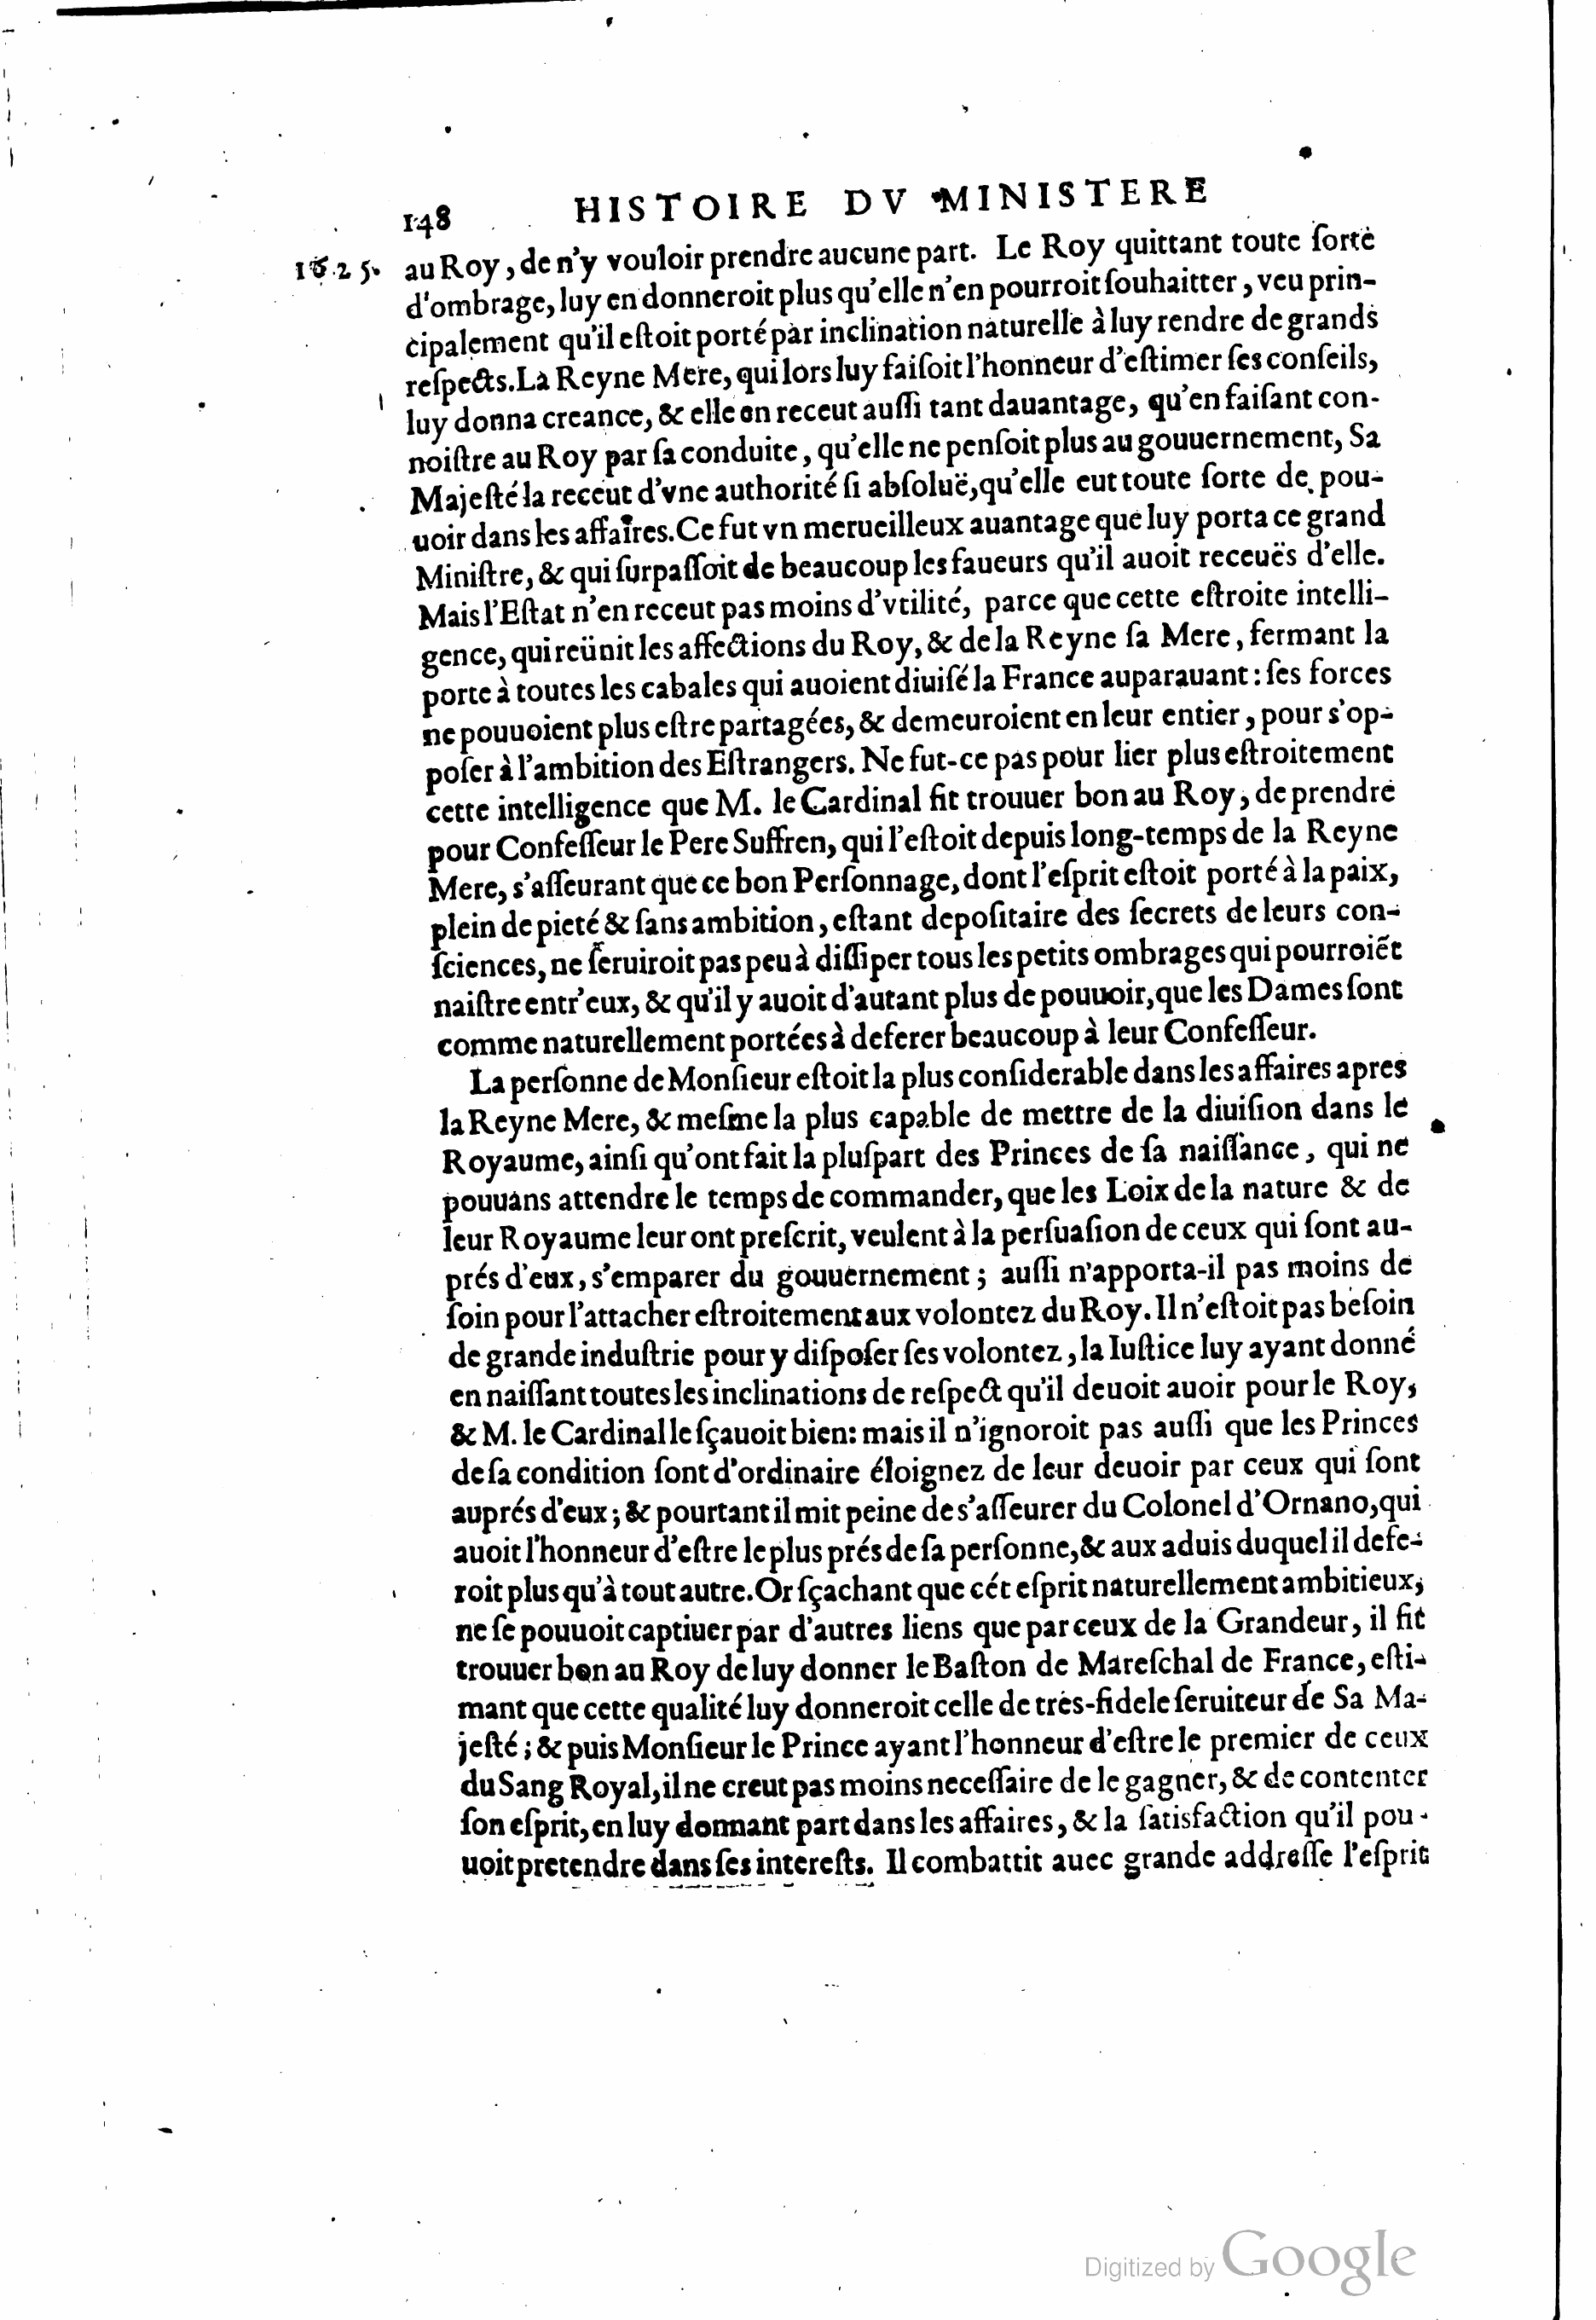 148 HISTOIRE DV MINISTERE
1625. au Roy, de n'y vouloir prendre aucune part. Le Roy quittant toute ſorte
d'ombrage, luy en donneroit plus qu'elle n'en pourroit ſouhaitter, veu prin-
cipalement qu'il eſtoit porté par inclination naturelle à luy rendre de grands
reſpects. La Reyne Mere, qui lors luy faiſoit l'honneur d'eſtimer ſes conſeils,
luy donna creance, & elle en receut auſſi tant dauantage, qu'en faiſant con-
noiſtre au Roy par ſa conduite, qu'elle ne penſoit plus au gouuernement, Sa
Majeſté la receut d'vne authorité ſi abſoluë, qu'elle eut toute ſorte de pou-
uoir dans les affaires. Ce fut vn merueilleux auantage que luy porta ce grand
Miniſtre, & qui ſurpaſſoit de beaucoup les faueurs qu'il auoit receuës d'elle.
Mais l'Eſtat n'en receut pas moins d'vtilité, parce que cette eſtroite intelli-
gence, qui reünit les affections du Roy, & de la Reyne ſa Mere, fermant la
porte à toutes les cabales qui auoient diuiſé la France auparauant: ſes forces
ne pouuoient plus eſtre partagées, & demeuroient en leur entier, pour s'op-
poſer à l'ambition des Eſtrangers. Ne fut-ce pas pour lier plus eſtroitement
cette intelligence que M. le Cardinal fit trouuer bon au Roy, de prendre
pour Confeſſeur le Pere Suffren, qui l'eſtoit depuis long-temps de la Reyne
Mere, s'aſſeurant que ce bon Perſonnage, dont l'eſprit eſtoit porté à la paix,
plein de pieté & ſans ambition, eſtant depoſitaire des ſecrets de leurs con-
ſciences, ne ſeruiroit pas peu à diſſiper tous les petits ombrages qui pourroiẽt
naiſtre entr'eux, & qu'il y auoit d'autant plus de pouuoir, que les Dames ſont
comme naturellement portées à deferer beaucoup à leur Confeſſeur.
La perſonne de Monſieur eſtoit la plus conſiderable dans les affaires apres
la Reyne Mere, & meſme la plus capable de mettre de la diuiſion dans le
Royaume, ainſi qu'ont fait la pluſpart des Princes de ſa naiſſance, qui ne
pouuans attendre le temps de commander, que les Loix de la nature & de
leur Royaume leur ont preſcrit, veulent à la perſuaſion de ceux qui ſont au-
prés d'eux, s'emparer du gouuernement; auſſi n'apporta-il pas moins de
ſoin pour l'attacher eſtroitement aux volontez du Roy. Il n'eſtoit pas beſoin
de grande induſtrie pour y diſpoſer ſes volontez, la Iuſtice luy ayant donné
en naiſſant toutes les inclinations de reſpect qu'il deuoit auoir pour le Roy,
& M. le Cardinal le ſçauoit bien: mais il n'ignoroit pas auſſi que les Princes
de ſa condition ſont d'ordinaire éloignez de leur deuoir par ceux qui ſont
auprés d'eux; & pourtant il mit peine de s'aſſeurer du Colonel d'Ornano, qui
auoit l'honneur d'eſtre le plus prés de ſa perſonne, & aux aduis duquel il defe-
roit plus qu'à tout autre. Or ſçachant que cét eſprit naturellement ambitieux,
ne ſe pouuoit captiuer par d'autres liens que par ceux de la Grandeur, il fit
trouuer bon au Roy de luy donner le Baſton de Mareſchal de France, eſti-
mant que cette qualité luy donneroit celle de trés-fidele ſeruiteur de Sa Ma-
jeſté; & puis Monſieur le Prince ayant l'honneur d'eſtre le premier de ceux
du Sang Royal, il ne creut pas moins neceſſaire de le gagner, & de contenter
ſon eſprit, en luy donnant part dans les affaires, & la ſatisfaction qu'il pou-
uoit pretendre dans ſes intereſts. Il combattit auec grande addreſſe l'eſprit
Digitized by Google